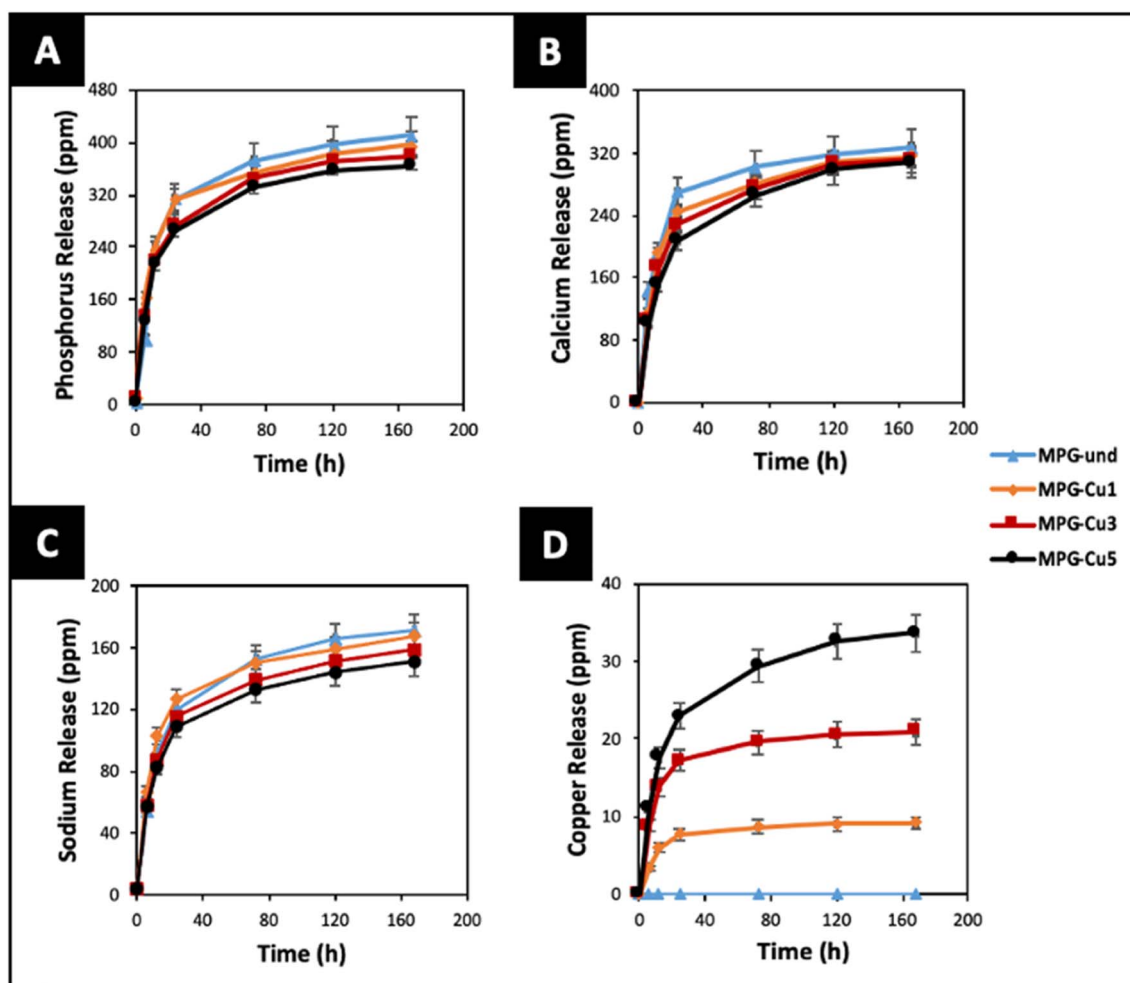 A
Phosphorus Release (ppm)
480
400
320
240
160
80
0
0 40 80 120 160 200
Time (h)
B
Calcium Release (ppm)
400
320
240
160
80
0
0 40 80 120 160 200
Time (h)
MPG-und
MPG-Cu1
MPG-Cu3
MPG-Cu5
C
Sodium Release (ppm)
200
160
120
80
40
0
0 40 80 120 160 200
Time (h)
D
Copper Release (ppm)
40
30
20
10
0
0 40 80 120 160 200
Time (h)